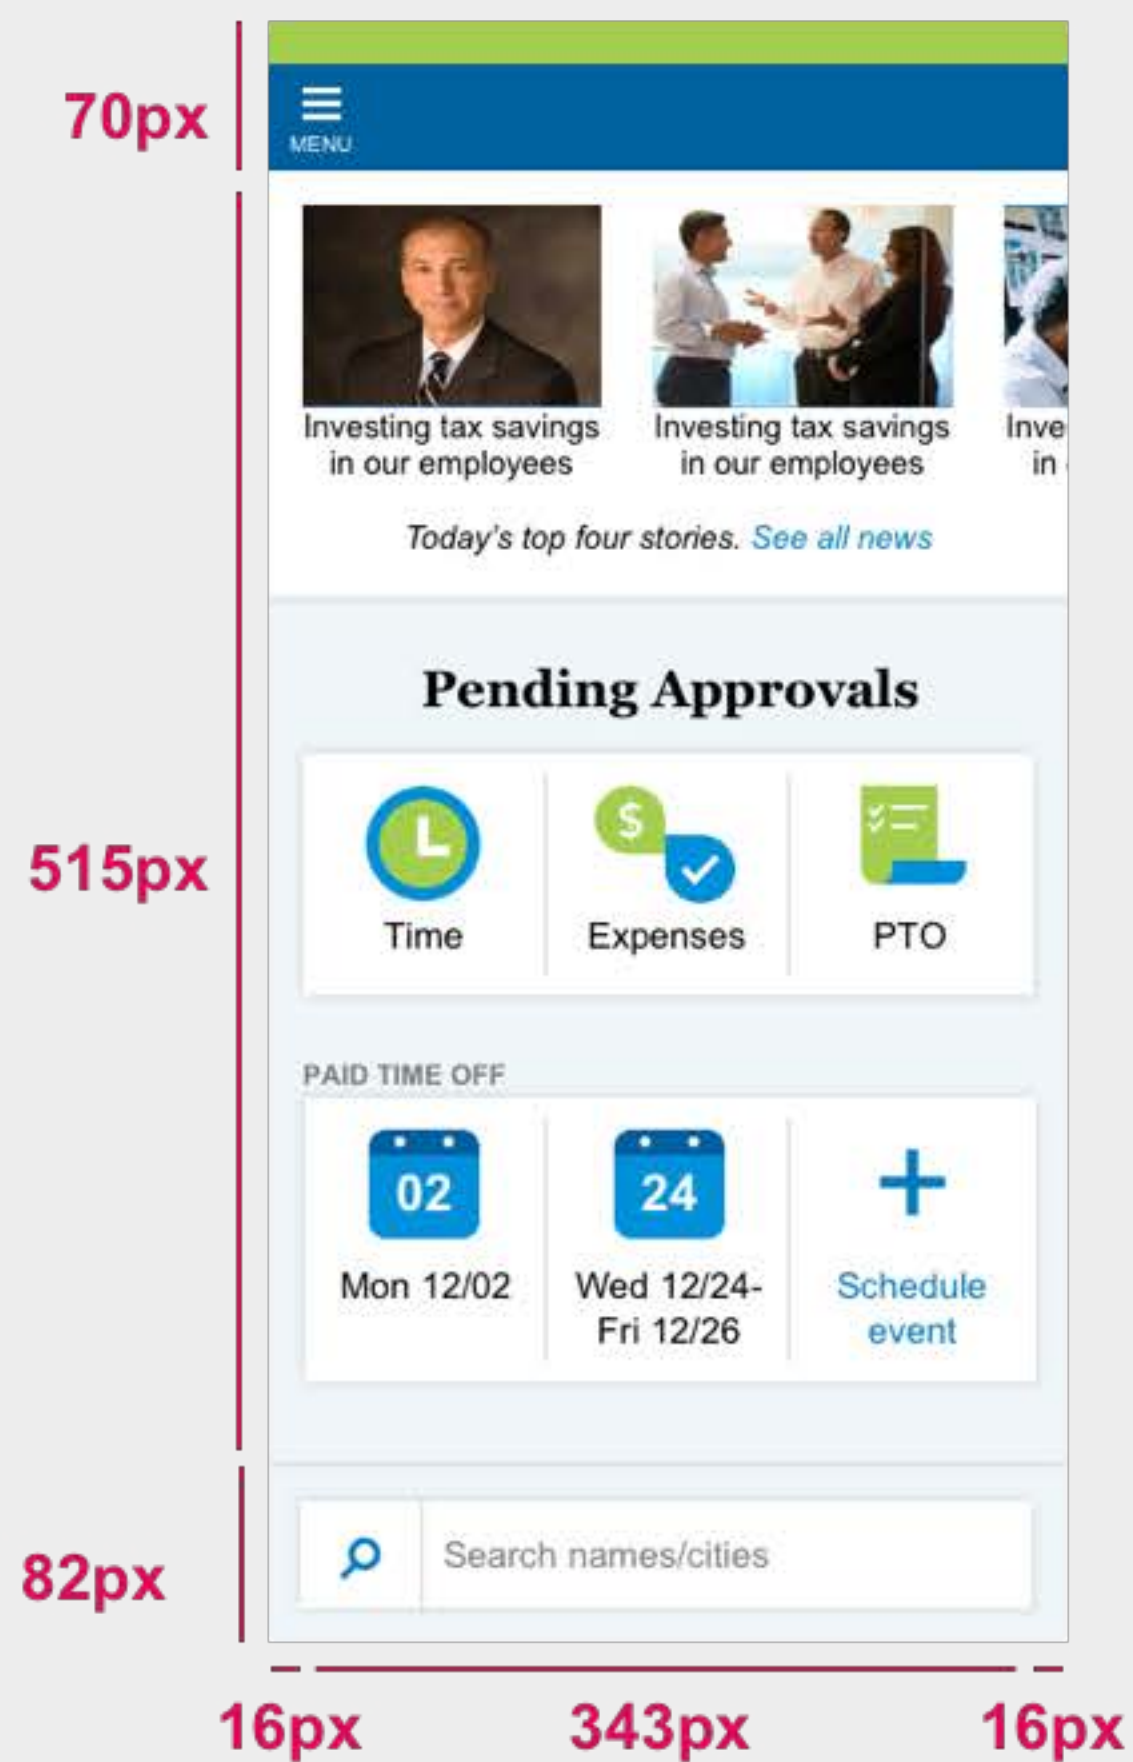 70px
MENU
Investing tax savings
in our employees
Investing tax savings
in our employees
Inve
in
Today's top four stories. See all news
Pending Approvals
515px
$
Time
Expenses
PTO
PAID TIME OFF
02
24
Mon 12/02
Wed 12/24-
Fri 12/26
Schedule
event
82px
Search names/cities
16px
343px
16px